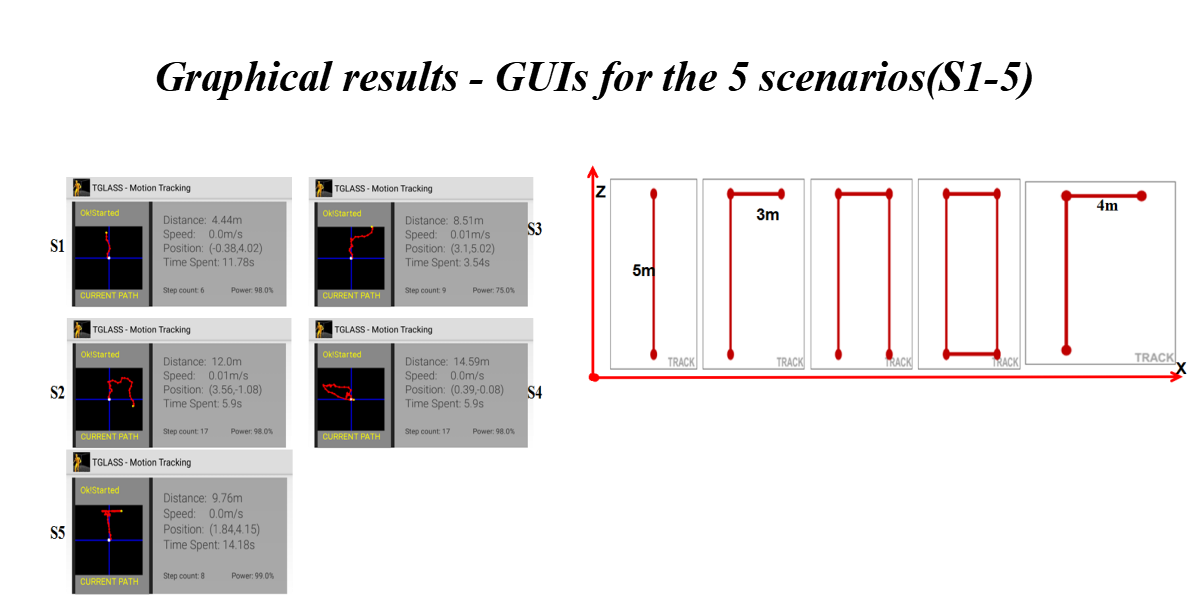 Graphical results - GUIs for the 5 scenarios(S1-5)
S1
TGLASS - Motion Tracking
Ok!Started
CURRENT PATH
Distance: 4.44m
Speed: 0.0m/s
Position: (-0.38,4.02)
Time Spent: 11.78s
Step count: 6 Power: 98.0%
TGLASS - Motion Tracking
Ok!Started
CURRENT PATH
Distance: 8.51m
Speed: 0.01m/s
Position: (3.1,5.02)
Time Spent: 3.54s
Step count: 9 Power: 75.0%
S3
S2
TGLASS - Motion Tracking
Ok!Started
CURRENT PATH
Distance: 12.0m
Speed: 0.01m/s
Position: (3.56,-1.08)
Time Spent: 5.9s
Step count: 17 Power: 98.0%
TGLASS - Motion Tracking
Ok!Started
CURRENT PATH
Distance: 14.59m
Speed: 0.0m/s
Position: (0.39,-0.08)
Time Spent: 5.9s
Step count: 17 Power: 98.0%
S4
S5
TGLASS - Motion Tracking
Ok!Started
CURRENT PATH
Distance: 9.76m
Speed: 0.0m/s
Position: (1.84,4.15)
Time Spent: 14.18s
Step count: 8 Power: 99.0%
Z
5m
TRACK
3m
TRACK
TRACK
TRACK
4m
TRACK
X